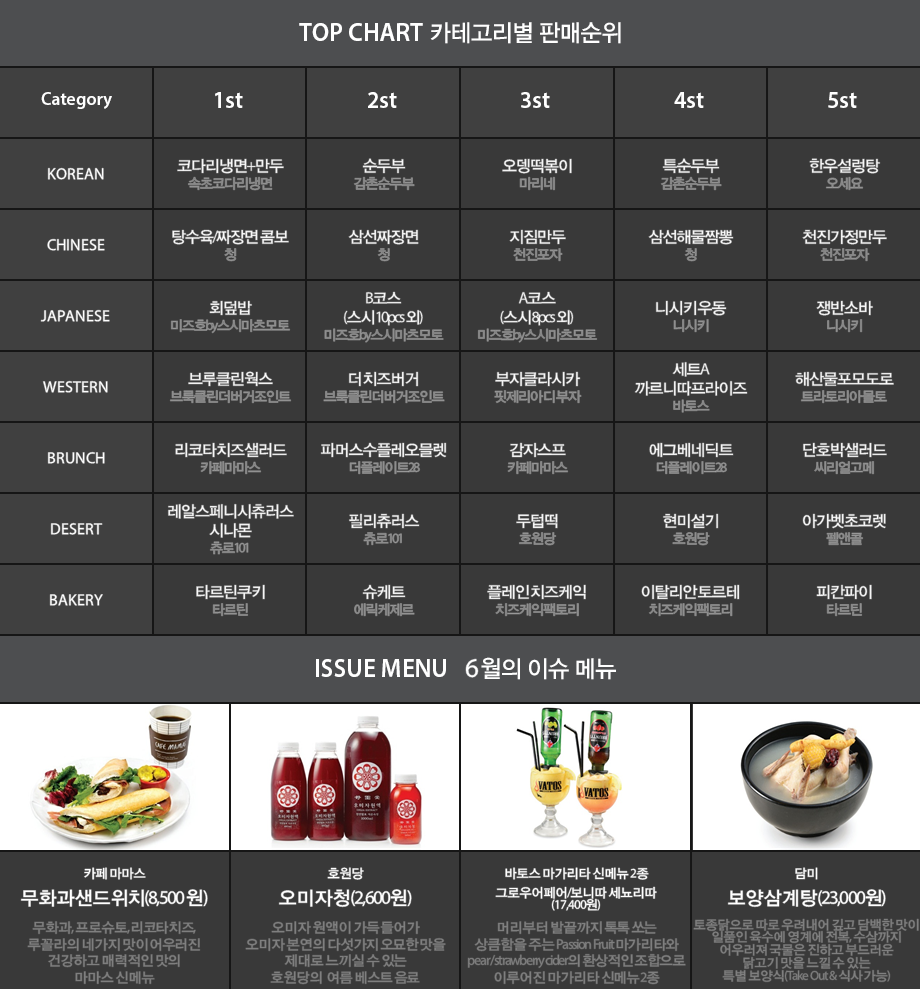 TOP CHART 카테고리별 판매순위
Category 1st 2nd 3st 4st 5st
KOREAN
코다리냉면+만두
속초코다리냉면
순두부
감촌순두부
오뎅떡볶이
마리네
특순두부
감촌순두부
한우설렁탕
오세요
CHINESE
탕수육/짜장면 콤보
청
삼선짜장면
청
지짐만두
천진포자
삼선해물짬뽕
청
천진가정만두
천진포자
JAPANESE
회덮밥
미즈호by스시마츠모토
B코스
(스시10pcs 외)
미즈호by스시마츠모토
A코스
(스시8pcs 외)
미즈호by스시마츠모토
니시키우동
니시키
쟁반소바
니시키
WESTERN
브루클린웍스
브룩클린더버거조인트
더치즈버거
브룩클린더버거조인트
부자클라시카
핏제리아디부자
세트A
까르니따프라이즈
바토스
해산물포모도로
트라토리아몰토
BRUNCH
리코타치즈샐러드
카페마마스
파머스수플레오믈렛
더플레이트28
감자스프
카페마마스
에그베네딕트
더플레이트28
단호박샐러드
씨리얼고메
DESERT
레알스페니시츄러스
시나몬
츄로101
필리츄러스
츄로101
두텁떡
호원당
현미설기
호원당
아가벳초코렛
펠앤콜
BAKERY
타르틴쿠키
타르틴
슈케트
에릭케제르
플레인치즈케익
치즈케익팩토리
이탈리안토르테
치즈케익팩토리
피칸파이
타르틴
ISSUE MENU 6월의 이슈 메뉴
CAFE MAMAS
오미자원액
VATOS
VATOS
카페 마마스
무화과샌드위치(8,500 원)
무화과, 프로슈토, 리코타치즈,
루꼴라의 네가지 맛이 어우러진
건강하고 매력적인 맛의
마마스 신메뉴
호원당
오미자청(2,600원)
오미자 원액이 가득 들어가
오미자 본연의 다섯가지 오묘한 맛을
제대로 느끼실 수 있는
호원당의 여름 베스트 음료
바토스 마가리타 신메뉴 2종
그로우어페어/보니따 세뇨리따
(17,400원)
머리부터 발끝까지 톡톡 쏘는
상큼함을 주는 Passion Fruit 마가리타와
pear/strawberry cider의 환상적인 조합으로
이루어진 마가리타 신메뉴 2종
담미
보양삼계탕(23,000원)
토종닭으로 따로 우려내어 깊고 담백한 맛이
일품인 육수에 영계에 전복, 수삼까지
어우러져 국물은 진하고 부드러운
닭고기 맛을 느낄 수 있는
특별 보양식(Take Out & 식사 가능)